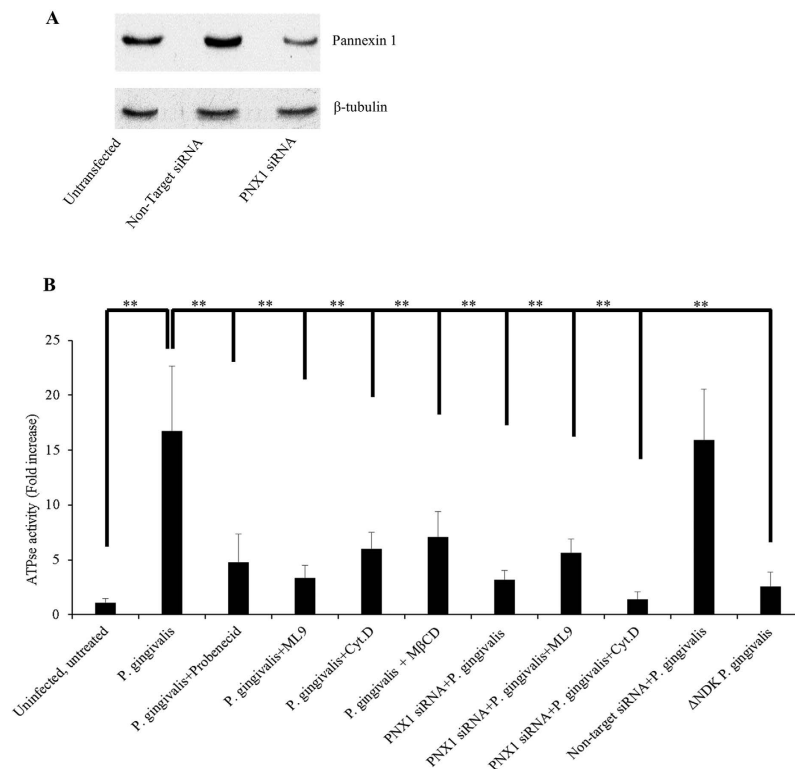 A
Pannexin 1
β-tubulin
Untransfected
Non-Target siRNA
PNX1 siRNA
B
** ** ** ** ** ** ** ** **
25
20
15
10
5
0
ATPse activity (Fold increase)
Uninfected, untreated
P. gingivalis
P. gingivalis+Probenecid
P. gingivalis+ML9
P. gingivalis+Cyt.D
P. gingivalis + MβCD
PNX1 siRNA+P. gingivalis
PNX1 siRNA+P. gingivalis+ML9
PNX1 siRNA+P. gingivalis+Cyt.D
Non-target siRNA+P. gingivalis
ΔNDK P. gingivalis